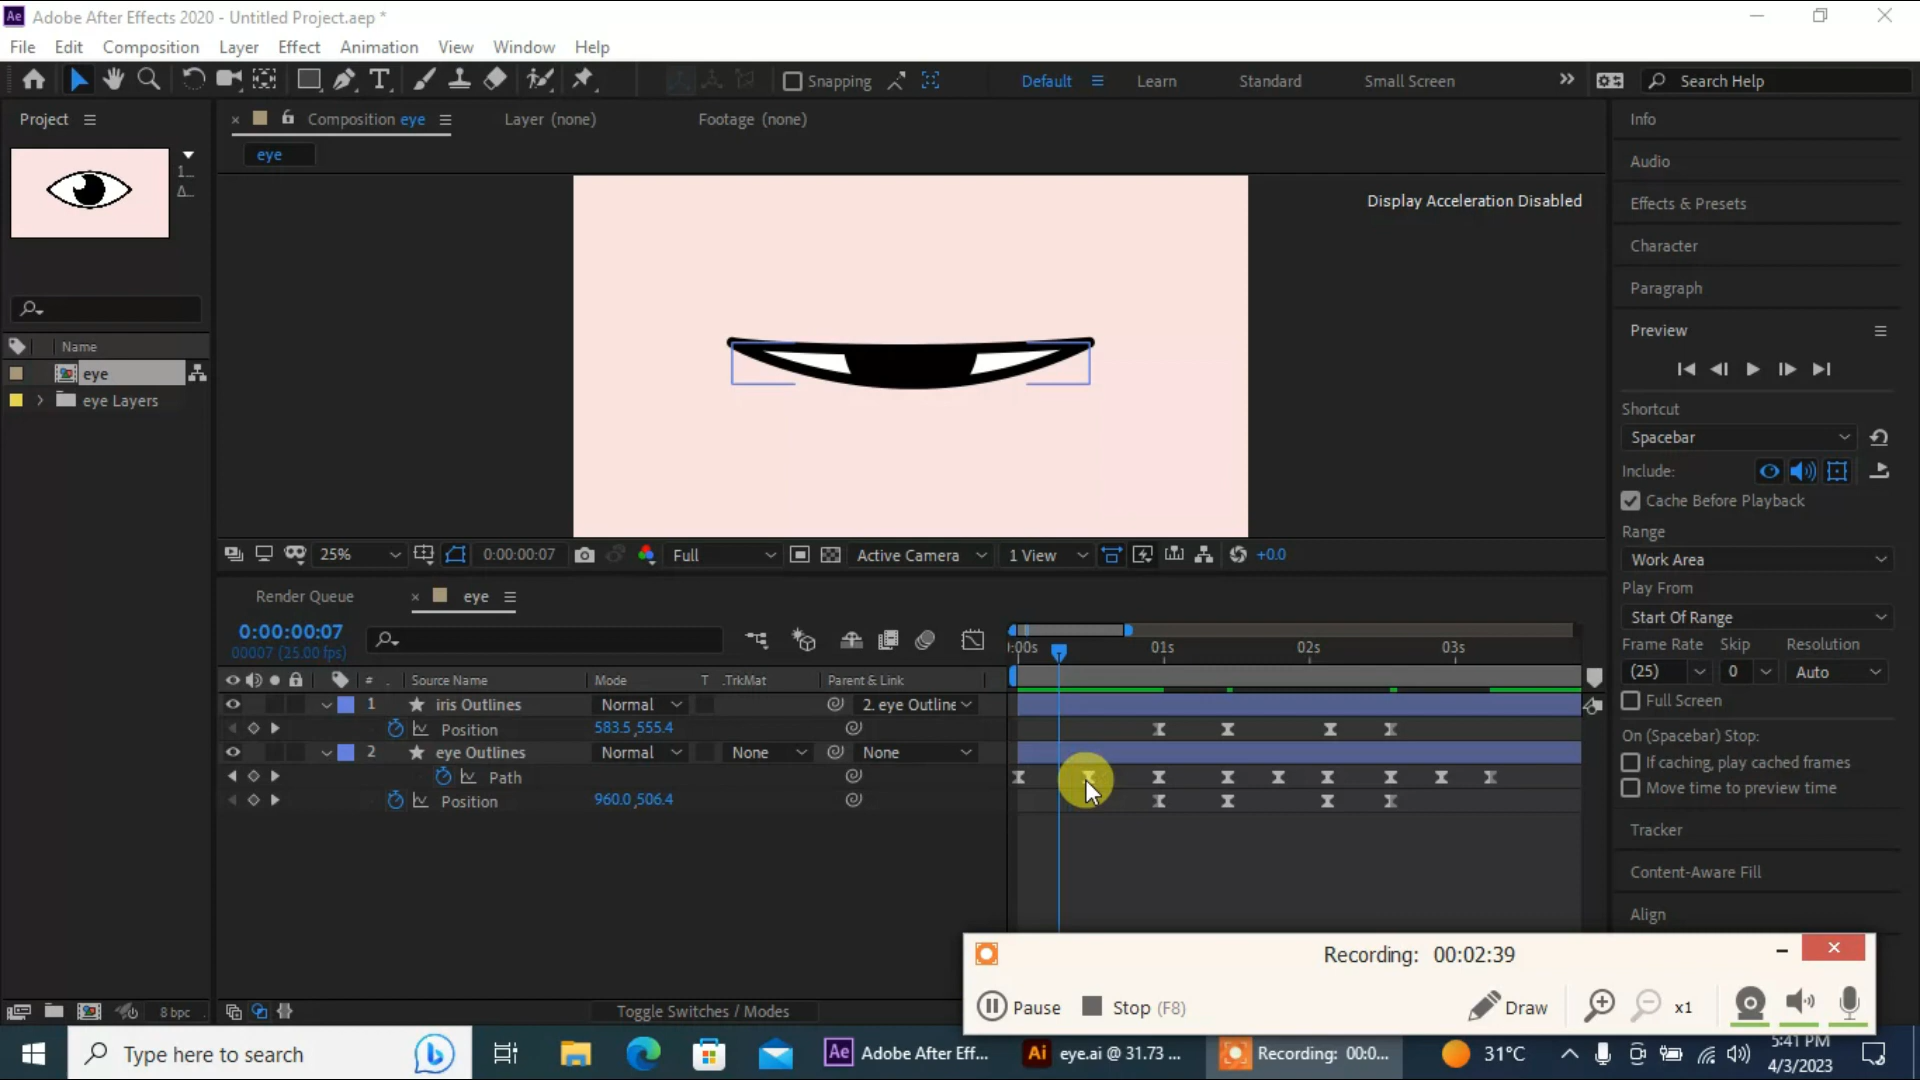 Ae Adobe After Effects 2020 - Untitled Project.aep *
File Edit Composition Layer Effect Animation View Window Help
Snapping Default Learn Standard Small Screen Search Help
Project
Composition eye Layer (none) Footage (none)
eye
Display Acceleration Disabled
Name
eye
eye Layers
25% 0:00:00:07 Full Active Camera 1 View +0.0
Render Queue eye
0:00:00:07
00007 (25.00 fps)
:00s 01s 02s 03s
# Source Name Mode T .TrkMat Parent & Link
1 iris Outlines Normal 2. eye Outline
Position 583.5,555.4
2 eye Outlines Normal None None
Path
Position 960.0,506.4
8 bpc
Toggle Switches / Modes
Info
Audio
Effects & Presets
Character
Paragraph
Preview
Shortcut
Spacebar
Include:
Cache Before Playback
Range
Work Area
Play From
Start Of Range
Frame Rate Skip Resolution
(25) 0 Auto
Full Screen
On (Spacebar) Stop:
If caching, play cached frames
Move time to preview time
Tracker
Content-Aware Fill
Align
Recording: 00:02:39
Pause Stop (F8) Draw x1
Type here to search
Ae Adobe After Eff...
Ai eye.ai @ 31.73 ...
Recording: 00:0...
31°C
5:41 PM
4/3/2023